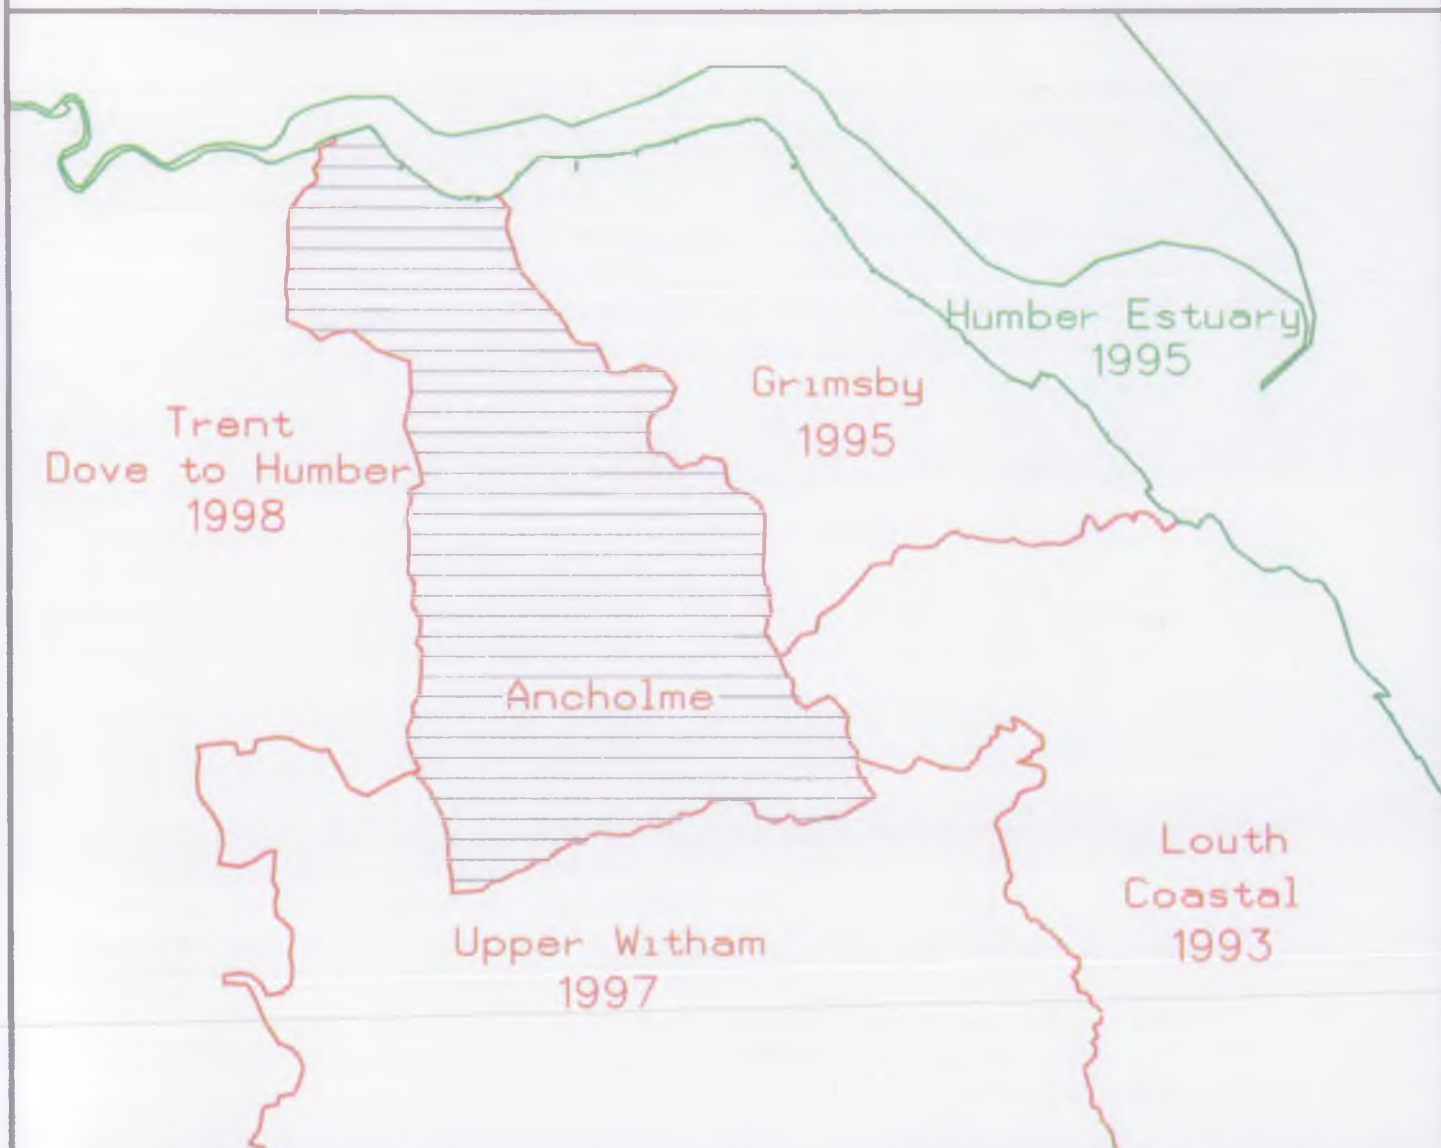 Humber Estuary
1995
Grimsby
1995
Trent
Dove to Humber
1998
Ancholme
Louth
Coastal
1993
Upper Witham
1997